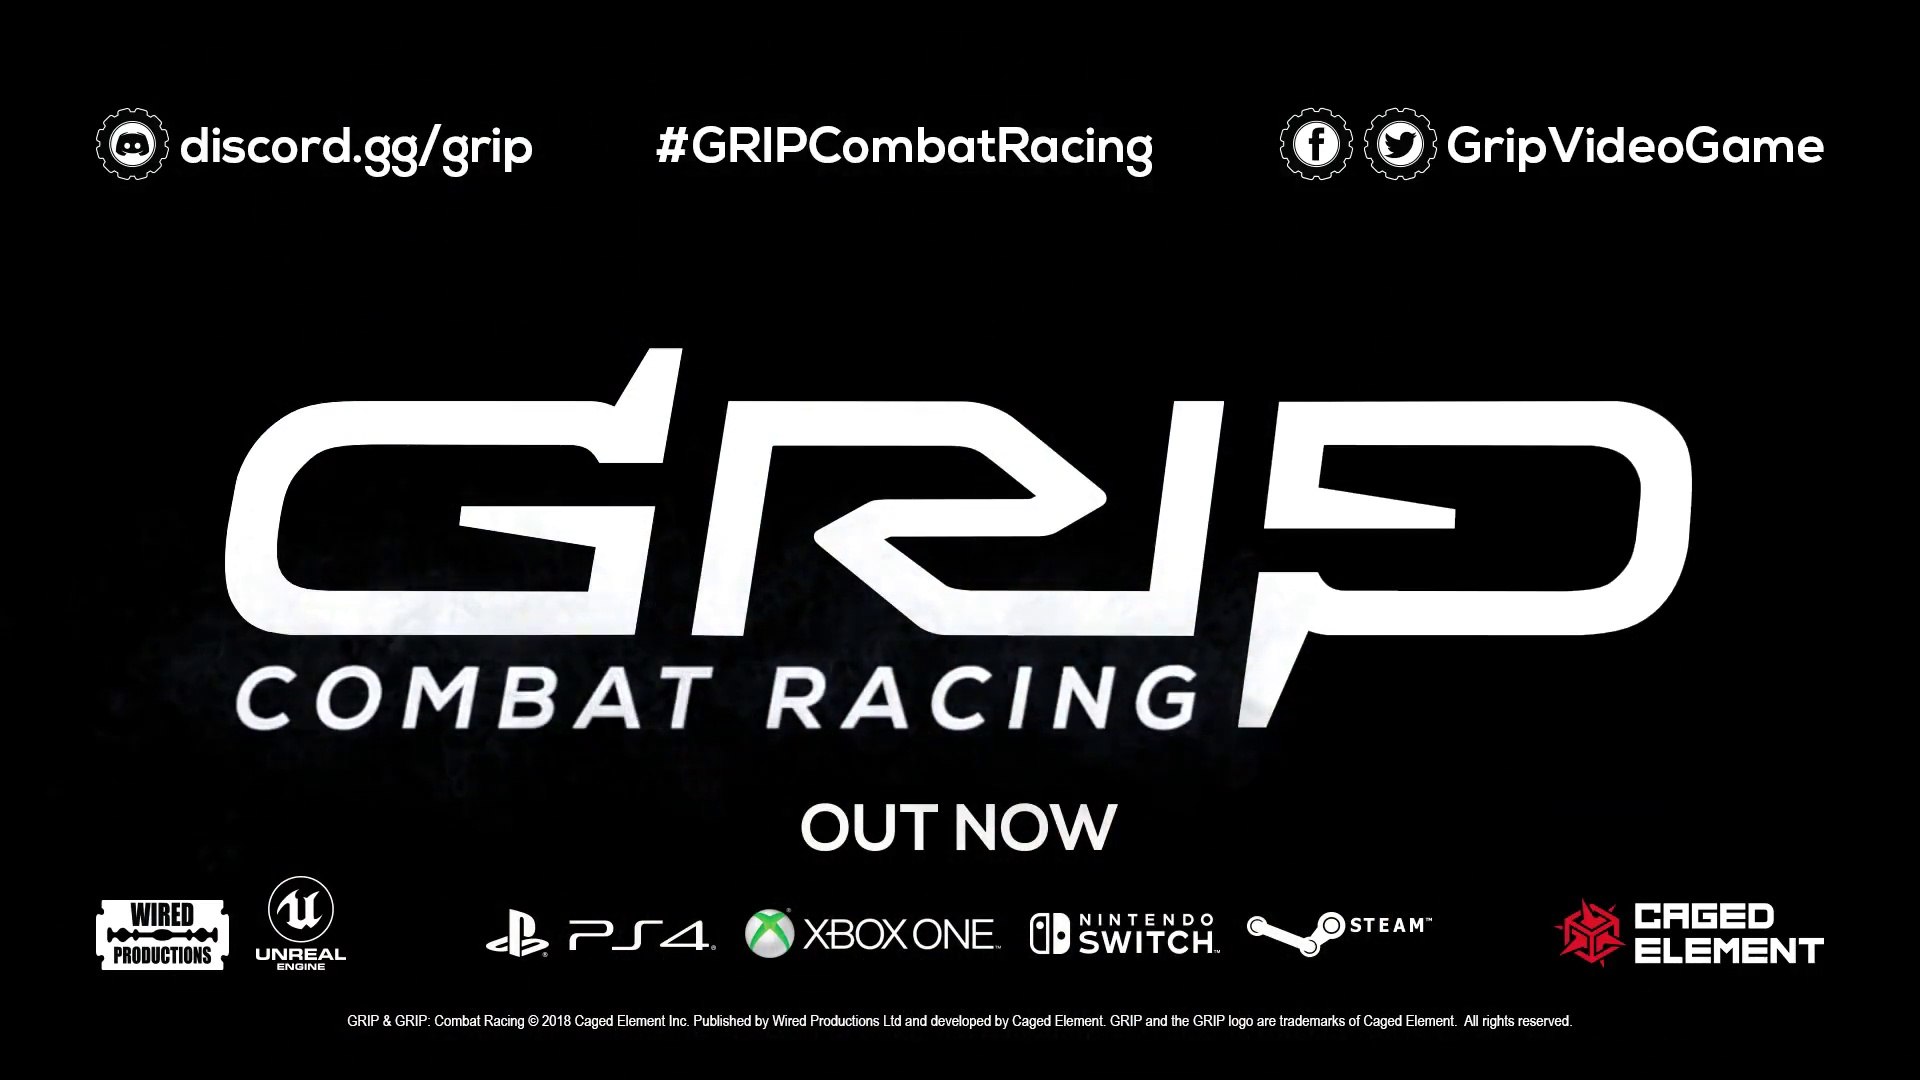 discord.gg/grip #GRIPCombatRacing GripVideoGame
GRIP
COMBAT RACING
OUT NOW
WIRED PRODUCTIONS
UNREAL ENGINE
PS4 XBOX ONE NINTENDO SWITCH STEAM
CAGED ELEMENT
GRIP & GRIP: Combat Racing © 2018 Caged Element Inc. Published by Wired Productions Ltd and developed by Caged Element. GRIP and the GRIP logo are trademarks of Caged Element. All rights reserved.